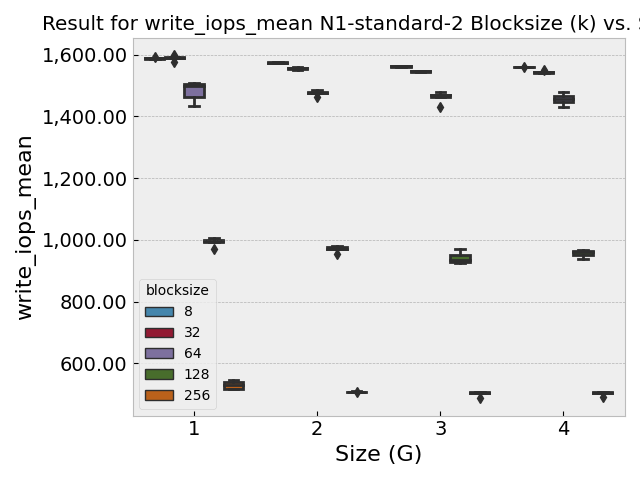 Result for write_iops_mean N1-standard-2 Blocksize (k) vs.
1,600.00
1,400.00
1,200.00
1,000.00
800.00
600.00
write_iops_mean
blocksize
8
32
64
128
256
1 2 3 4
Size (G)